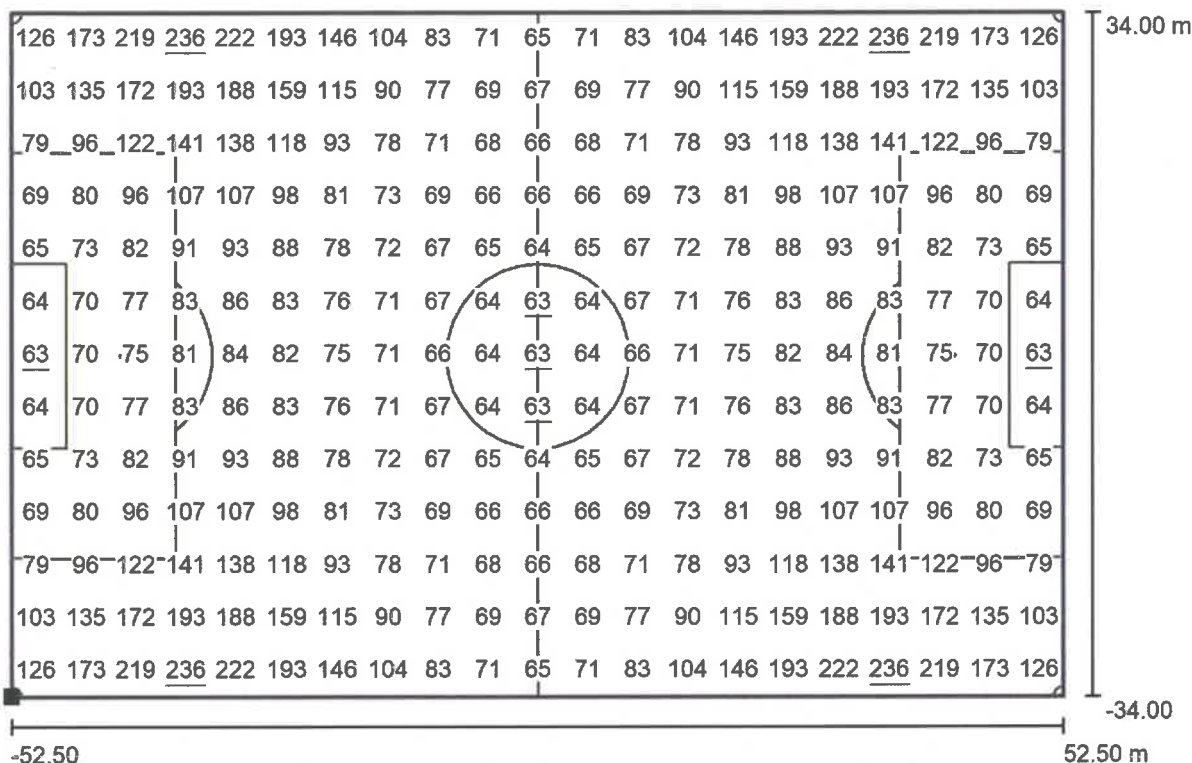 126 173 219 236 222 193 146 104 83 71 65 71 83 104 146 193 222 236 219 173 126
34.00 m
103 135 172 193 188 159 115 90 77 69 67 69 77 90 115 159 188 193 172 135 103
79 96 122 141 138 118 93 78 71 68 66 68 71 78 93 118 138 141 122 96 79
69 80 96 107 107 98 81 73 69 66 66 66 69 73 81 98 107 107 96 80 69
65 73 82 91 93 88 78 72 67 65 64 65 67 72 78 88 93 91 82 73 65
64 70 77 83 86 83 76 71 67 64 63 64 67 71 76 83 86 83 77 70 64
63 70 75 81 84 82 75 71 66 64 63 64 66 71 75 82 84 81 75 70 63
64 70 77 83 86 83 76 71 67 64 63 64 67 71 76 83 86 83 77 70 64
65 73 82 91 93 88 78 72 67 65 64 65 67 72 78 88 93 91 82 73 65
69 80 96 107 107 98 81 73 69 66 66 66 69 73 81 98 107 107 96 80 69
79 96 122 141 138 118 93 78 71 68 66 68 71 78 93 118 138 141 122 96 79
103 135 172 193 188 159 115 90 77 69 67 69 77 90 115 159 188 193 172 135 103
126 173 219 236 222 193 146 104 83 71 65 71 83 104 146 193 222 236 219 173 126
-34.00
-52.50 52.50 m